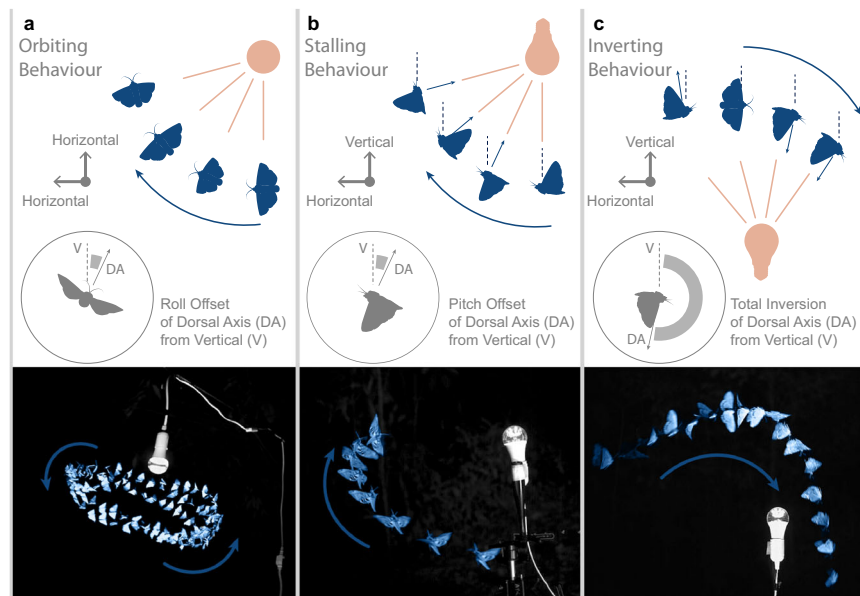 a
Orbiting
Behaviour
Horizontal
Horizontal
V
DA
Roll Offset
of Dorsal Axis (DA)
from Vertical (V)
b
Stalling
Behaviour
Vertical
Horizontal
V
DA
Pitch Offset
of Dorsal Axis (DA)
from Vertical (V)
c
Inverting
Behaviour
Vertical
Horizontal
V
DA
Total Inversion
of Dorsal Axis (DA)
from Vertical (V)